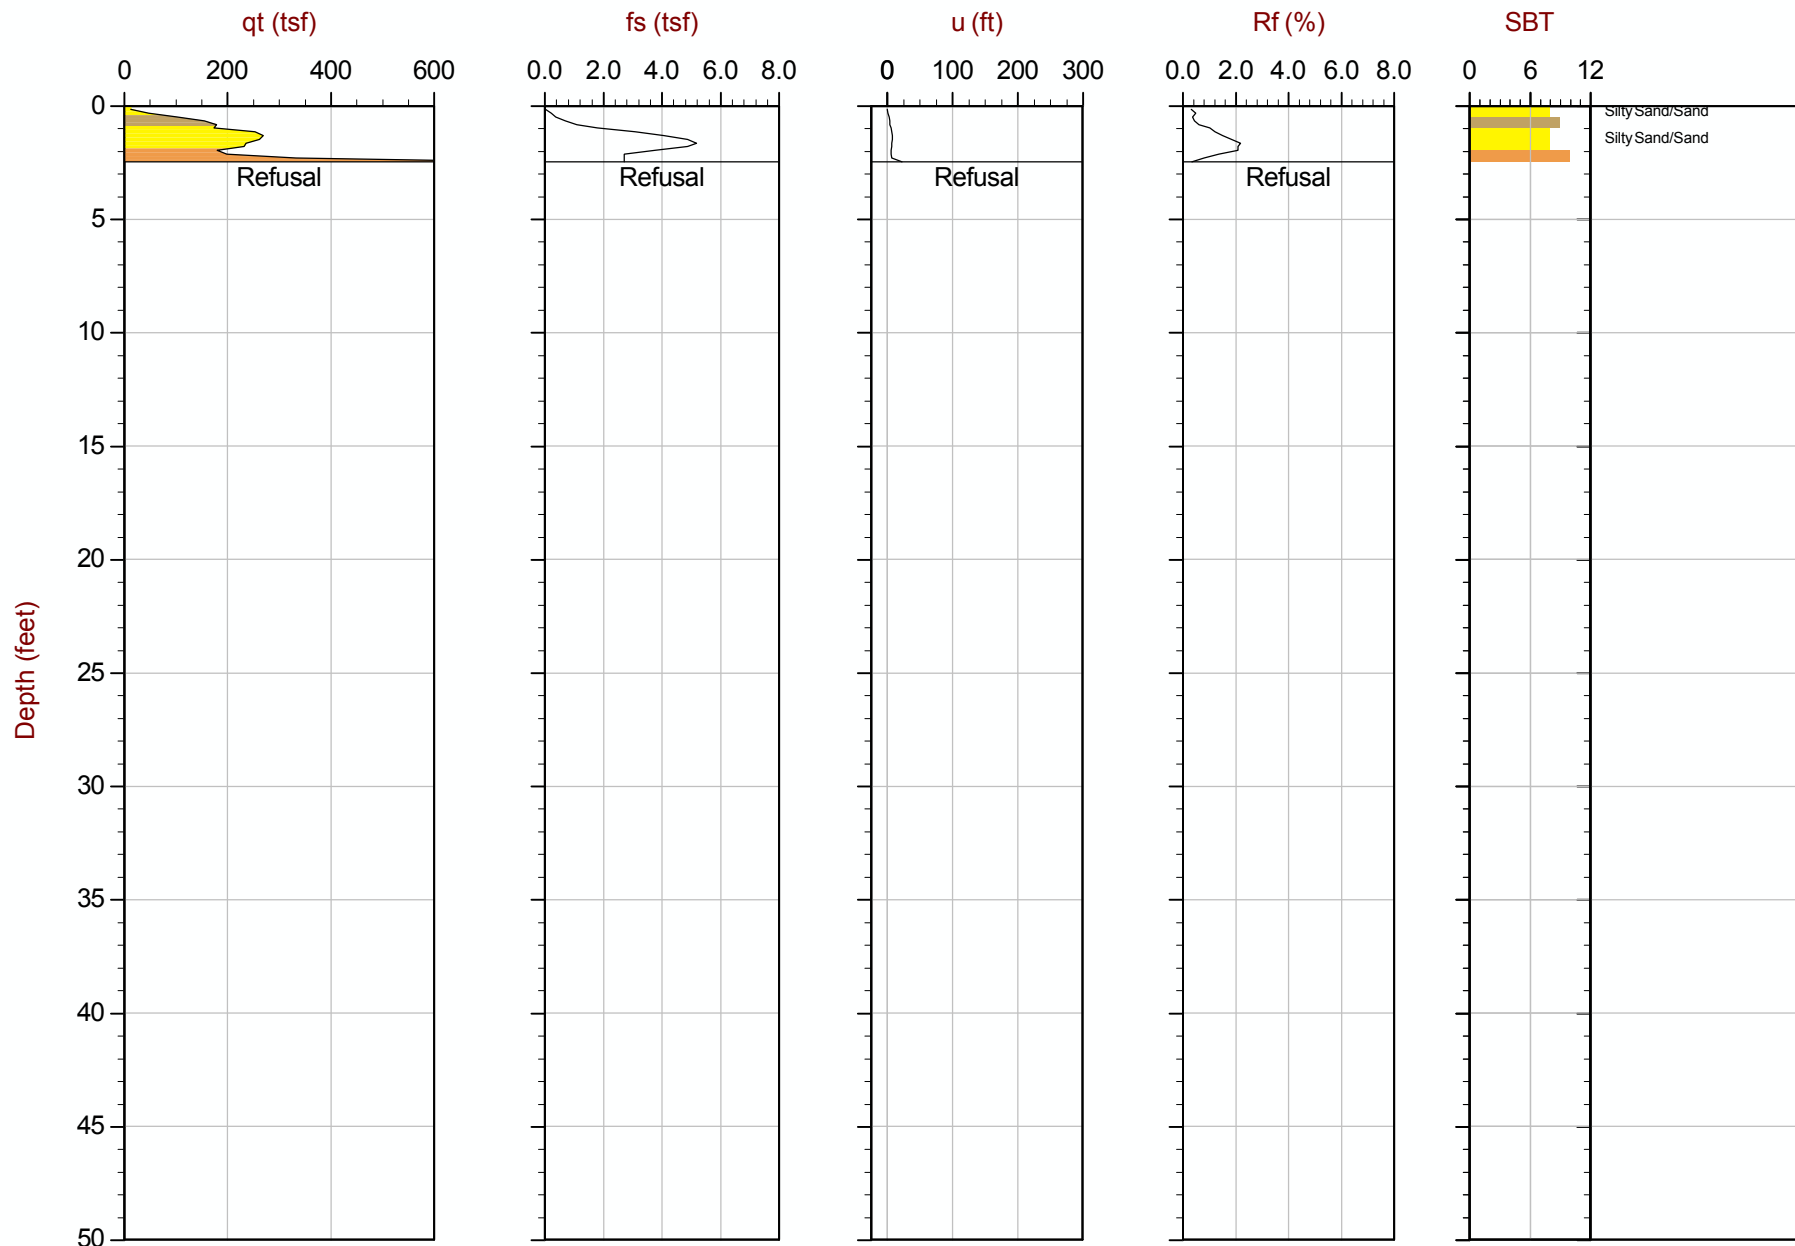 qt (tsf) fs (tsf) u (ft) Rf (%) SBT
0 200 400 600 0.0 2.0 4.0 6.0 8.0 0 100 200 300 0.0 2.0 4.0 6.0 8.0 0 6 12
0
Silty Sand/Sand
Silty Sand/Sand
Refusal Refusal Refusal Refusal
5
10
15
20
25
Depth (feet)
30
35
40
45
50